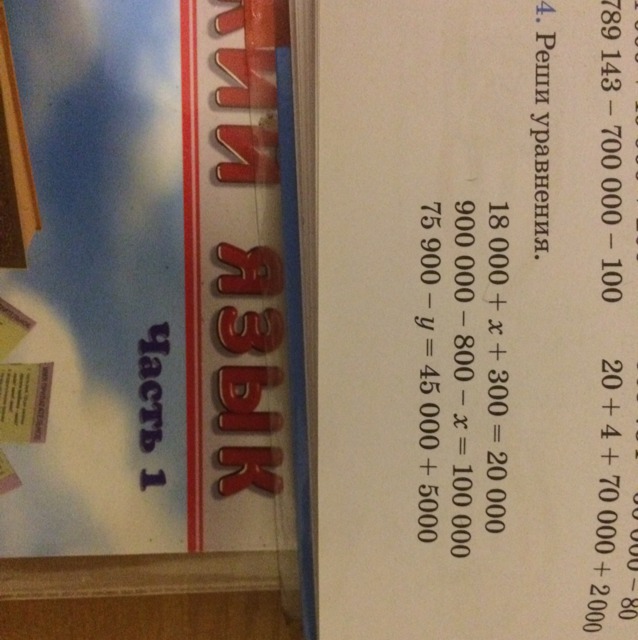 789 143 − 700 000 − 100 20 + 4 + 70 000 + 2000
4. Реши уравнения.
18 000 + x + 300 = 20 000
900 000 − 800 − x = 100 000
75 900 − y = 45 000 + 5000
ЯЗЫК
Часть 1